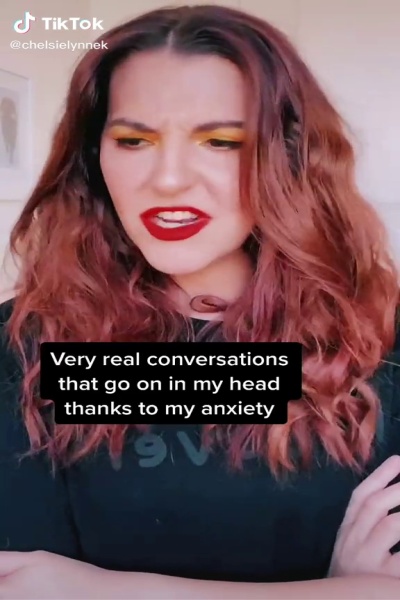 TikTok
@chelsielynnek
Very real conversations
that go on in my head
thanks to my anxiety